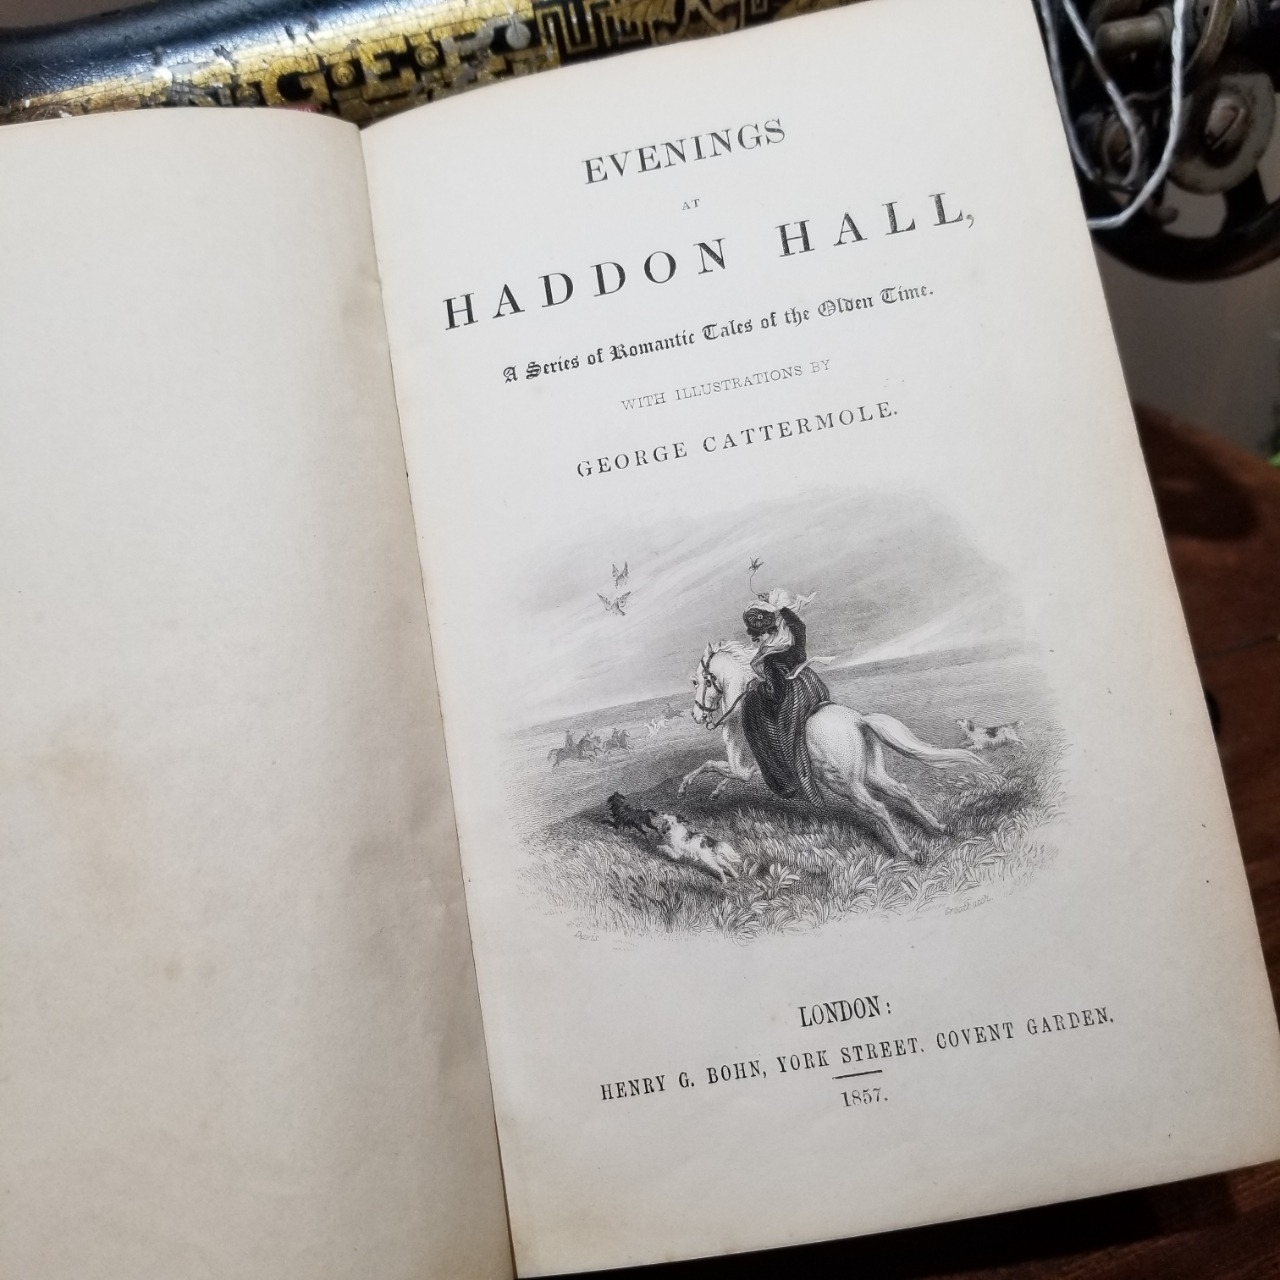 NGER
EVENINGS
AT
HADDON HALL,
A Series of Romantic Tales of the Olden Time.
WITH ILLUSTRATIONS BY
GEORGE CATTERMOLE.
LONDON:
HENRY G. BOHN, YORK STREET, COVENT GARDEN.
1857.